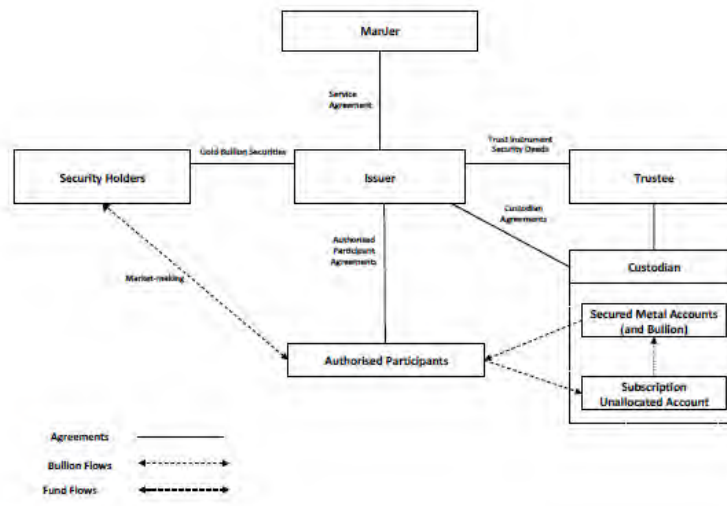 ManJer
Service
Agreement
Gold Bullion Securities
Trust Instrument
Security Deeds
Security Holders
Issuer
Trustee
Custodian
Agreements
Authorised
Participant
Agreements
Market-making
Custodian
Secured Metal Accounts
(and Bullion)
Authorised Participants
Subscription
Unallocated Account
Agreements
Bullion Flows
Fund Flows